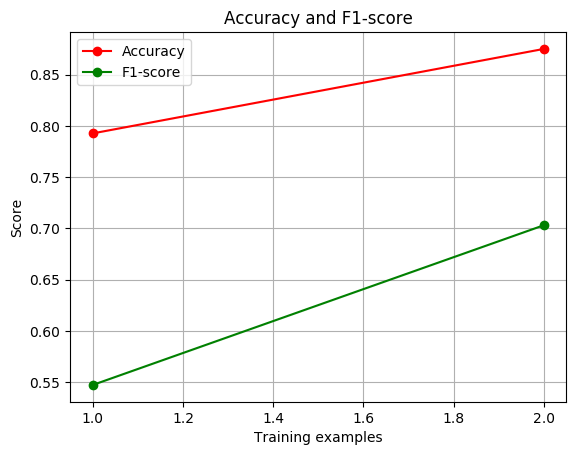 Accuracy and F1-score
Accuracy
F1-score
0.85
0.80
0.75
0.70
0.65
0.60
0.55
Score
1.0 1.2 1.4 1.6 1.8 2.0
Training examples